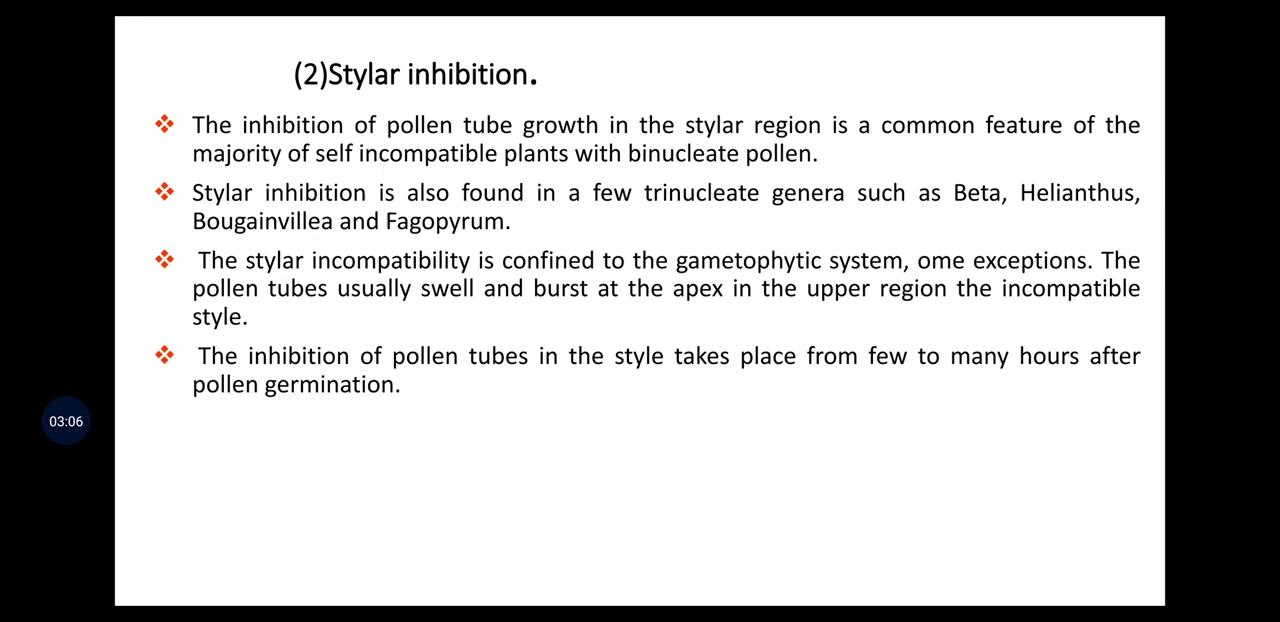 (2)Stylar inhibition.
The inhibition of pollen tube growth in the stylar region is a common feature of the
majority of self incompatible plants with binucleate pollen.
Stylar inhibition is also found in a few trinucleate genera such as Beta, Helianthus,
Bougainvillea and Fagopyrum.
The stylar incompatibility is confined to the gametophytic system, ome exceptions. The
pollen tubes usually swell and burst at the apex in the upper region the incompatible
style.
The inhibition of pollen tubes in the style takes place from few to many hours after
pollen germination.
03:06